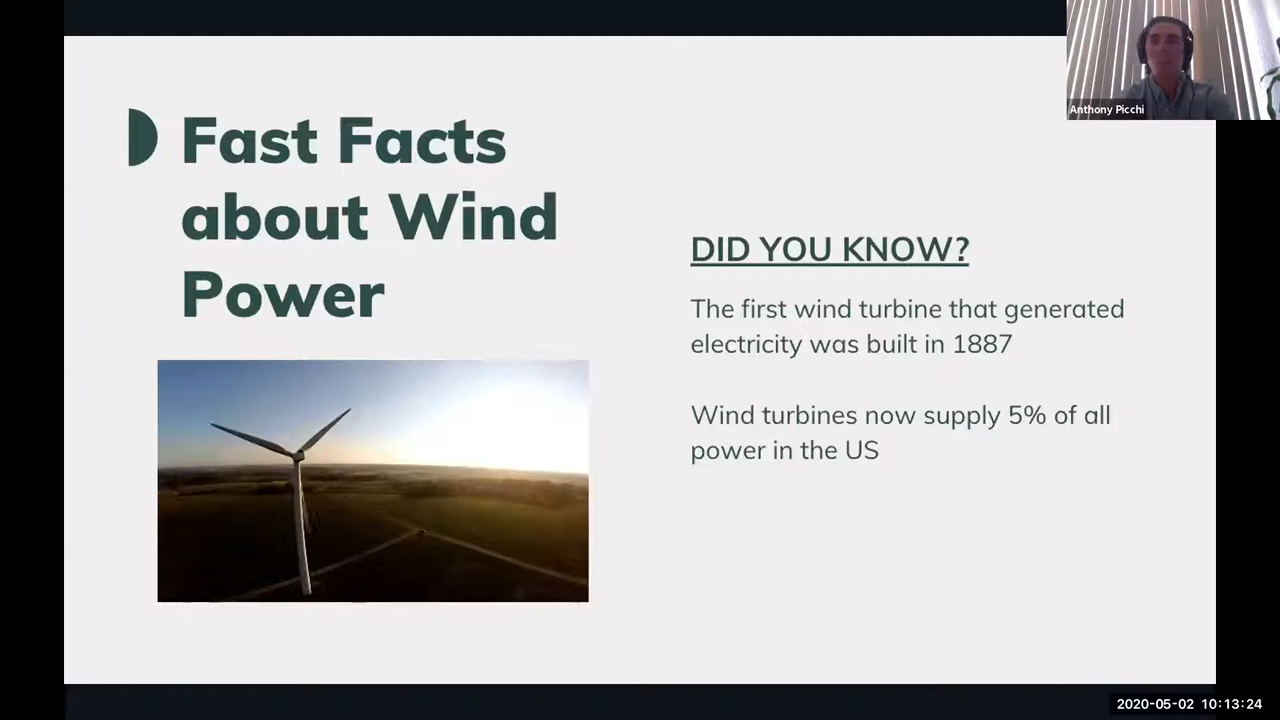 Fast Facts
about Wind
Power
DID YOU KNOW?
The first wind turbine that generated
electricity was built in 1887
Wind turbines now supply 5% of all
power in the US
Anthony Picchi
2020-05-02 10:13:24